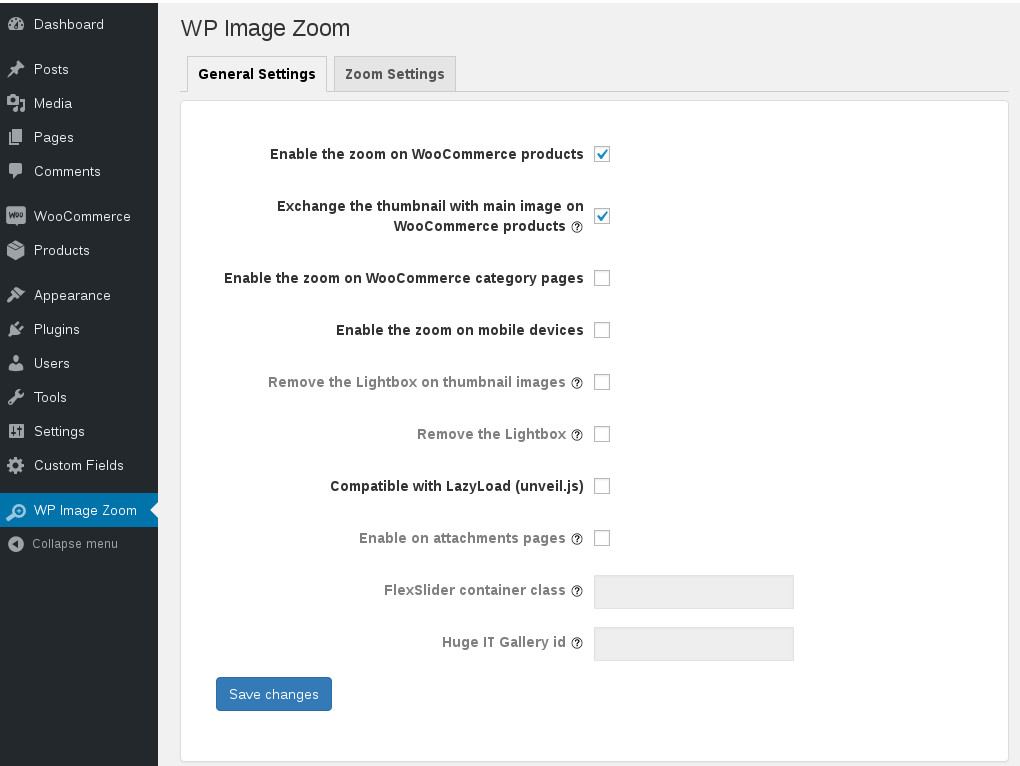 Dashboard
Posts
Media
Pages
Comments
Woo WooCommerce
Products
Appearance
Plugins
Users
Tools
Settings
Custom Fields
WP Image Zoom
Collapse menu
WP Image Zoom
General Settings
Zoom Settings
Enable the zoom on WooCommerce products
Exchange the thumbnail with main image on
WooCommerce products ?
Enable the zoom on WooCommerce category pages
Enable the zoom on mobile devices
Remove the Lightbox on thumbnail images ?
Remove the Lightbox ?
Compatible with LazyLoad (unveil.js)
Enable on attachments pages ?
FlexSlider container class ?
Huge IT Gallery id ?
Save changes